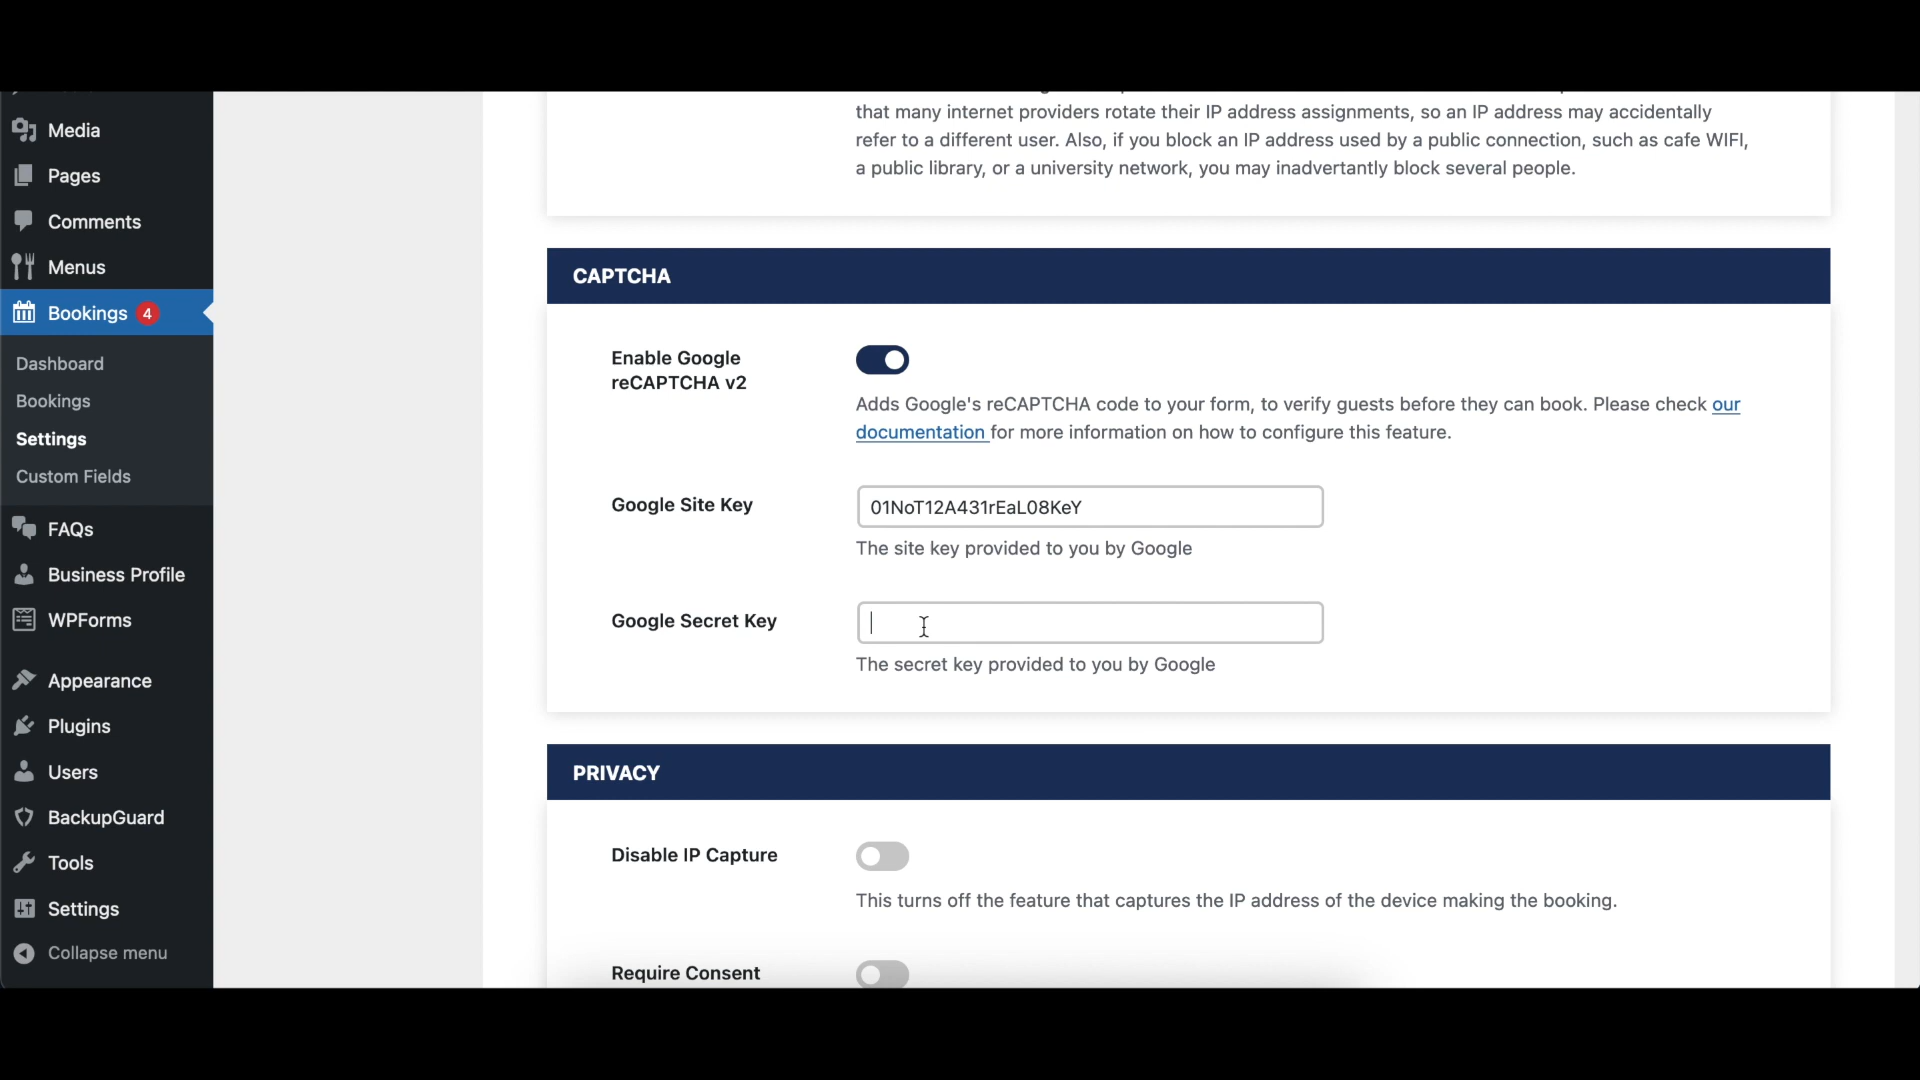 Media
Pages
Comments
Menus
Bookings 4
Dashboard
Bookings
Settings
Custom Fields
FAQs
Business Profile
WPForms
Appearance
Plugins
Users
BackupGuard
Tools
Settings
Collapse menu
that many internet providers rotate their IP address assignments, so an IP address may accidentally
refer to a different user. Also, if you block an IP address used by a public connection, such as cafe WIFI,
a public library, or a university network, you may inadvertantly block several people.
CAPTCHA
Enable Google
reCAPTCHA v2
Adds Google's reCAPTCHA code to your form, to verify guests before they can book. Please check our
documentation for more information on how to configure this feature.
Google Site Key
01NoT12A431rEaL08KeY
The site key provided to you by Google
Google Secret Key
The secret key provided to you by Google
PRIVACY
Disable IP Capture
This turns off the feature that captures the IP address of the device making the booking.
Require Consent